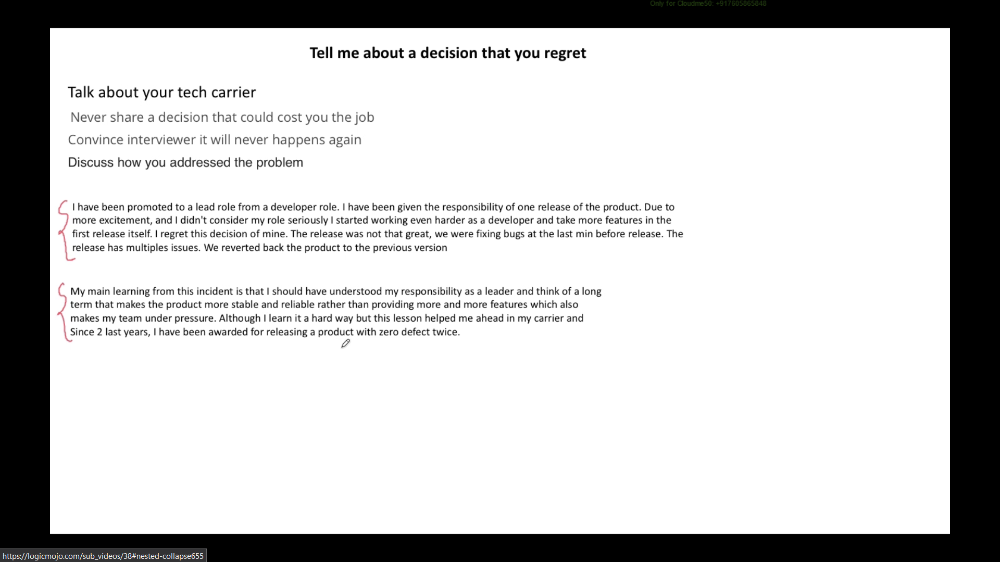 Only for Cloudme50: +917605865848
Tell me about a decision that you regret
Talk about your tech carrier
Never share a decision that could cost you the job
Convince interviewer it will never happens again
Discuss how you addressed the problem
I have been promoted to a lead role from a developer role. I have been given the responsibility of one release of the product. Due to
more excitement, and I didn't consider my role seriously I started working even harder as a developer and take more features in the
first release itself. I regret this decision of mine. The release was not that great, we were fixing bugs at the last min before release. The
release has multiples issues. We reverted back the product to the previous version
My main learning from this incident is that I should have understood my responsibility as a leader and think of a long
term that makes the product more stable and reliable rather than providing more and more features which also
makes my team under pressure. Although I learn it a hard way but this lesson helped me ahead in my carrier and
Since 2 last years, I have been awarded for releasing a product with zero defect twice.
https://logicmojo.com/sub_videos/38#nested-collapse655